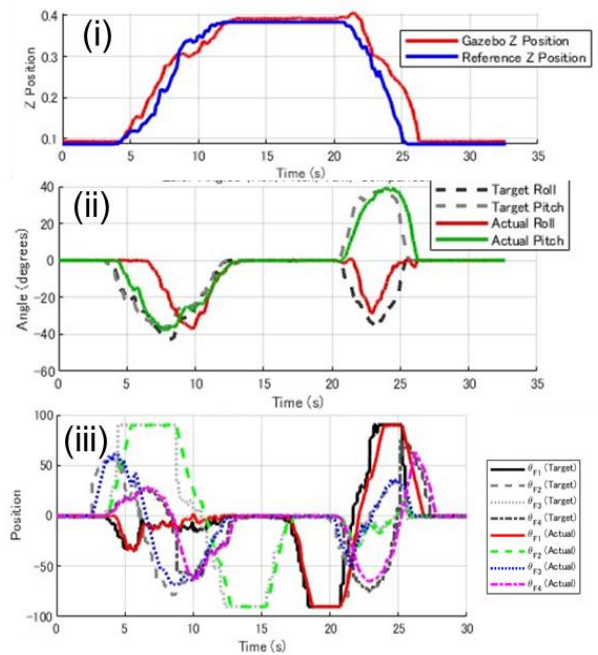 (i)
0.4
0.3
0.2
0.1
Z Position
Gazebo Z Position
Reference Z Position
0 5 10 15 20 25 30 35
Time (s)
(ii)
40
20
0
-20
-40
-60
Angle (degrees)
Target Roll
Target Pitch
Actual Roll
Actual Pitch
0 5 10 15 20 25 30 35
Time (s)
(iii)
100
50
0
-50
-100
Position
θF1 (Target)
θF2 (Target)
θF3 (Target)
θF4 (Target)
θF1 (Actual)
θF2 (Actual)
θF3 (Actual)
θF4 (Actual)
0 5 10 15 20 25 30
Time (s)